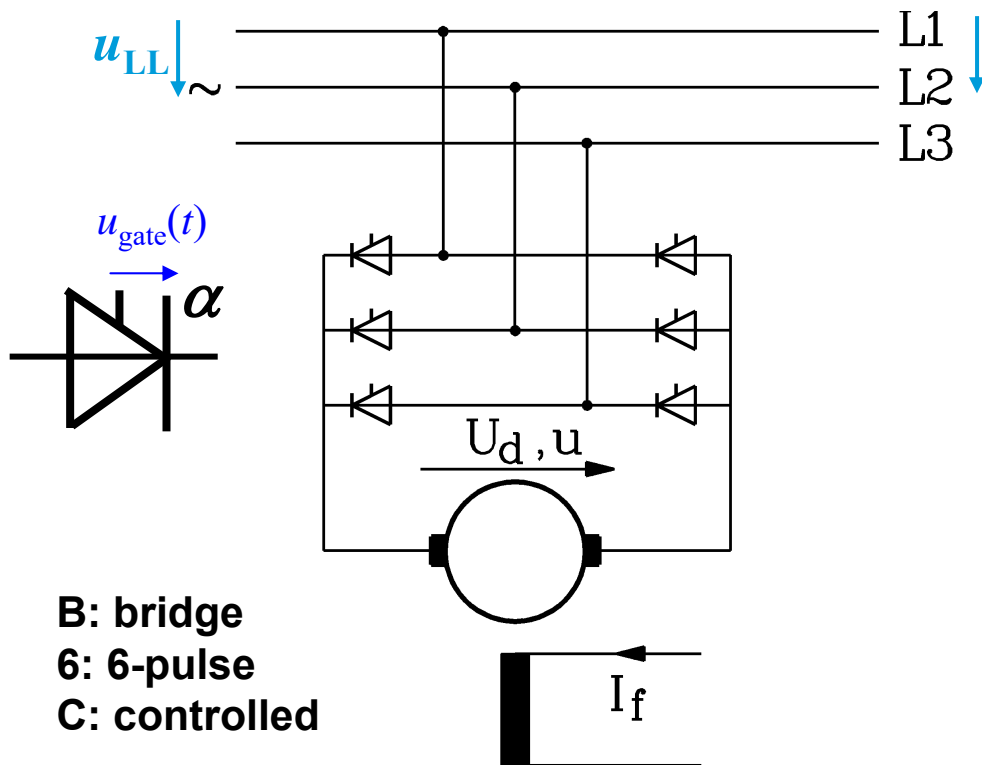 u_LL
~
L1
L2
L3
u_gate(t)
α
U_d, u
I_f
B: bridge
6: 6-pulse
C: controlled